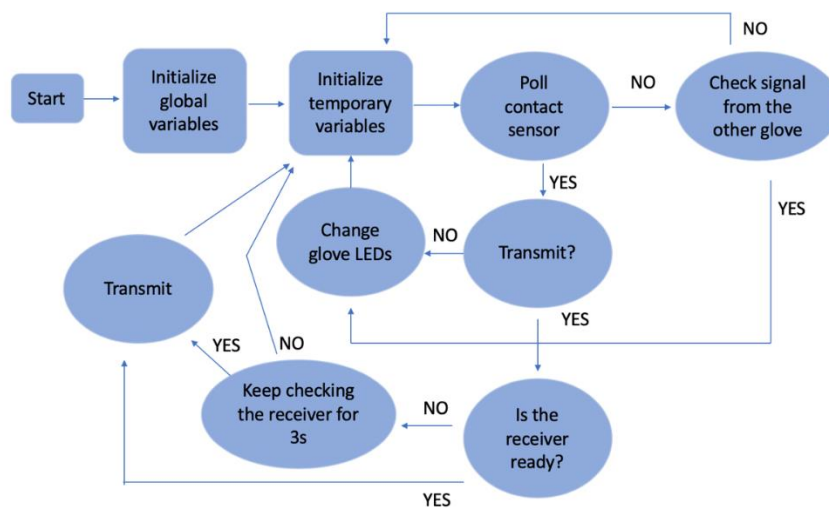 NO
Start
Initialize
global
variables
Initialize
temporary
variables
Poll
contact
sensor
NO
Check signal
from the
other glove
YES
YES
Change
glove LEDs
NO
Transmit?
Transmit
YES
NO
YES
Keep checking
the receiver for
3s
NO
Is the
receiver
ready?
YES